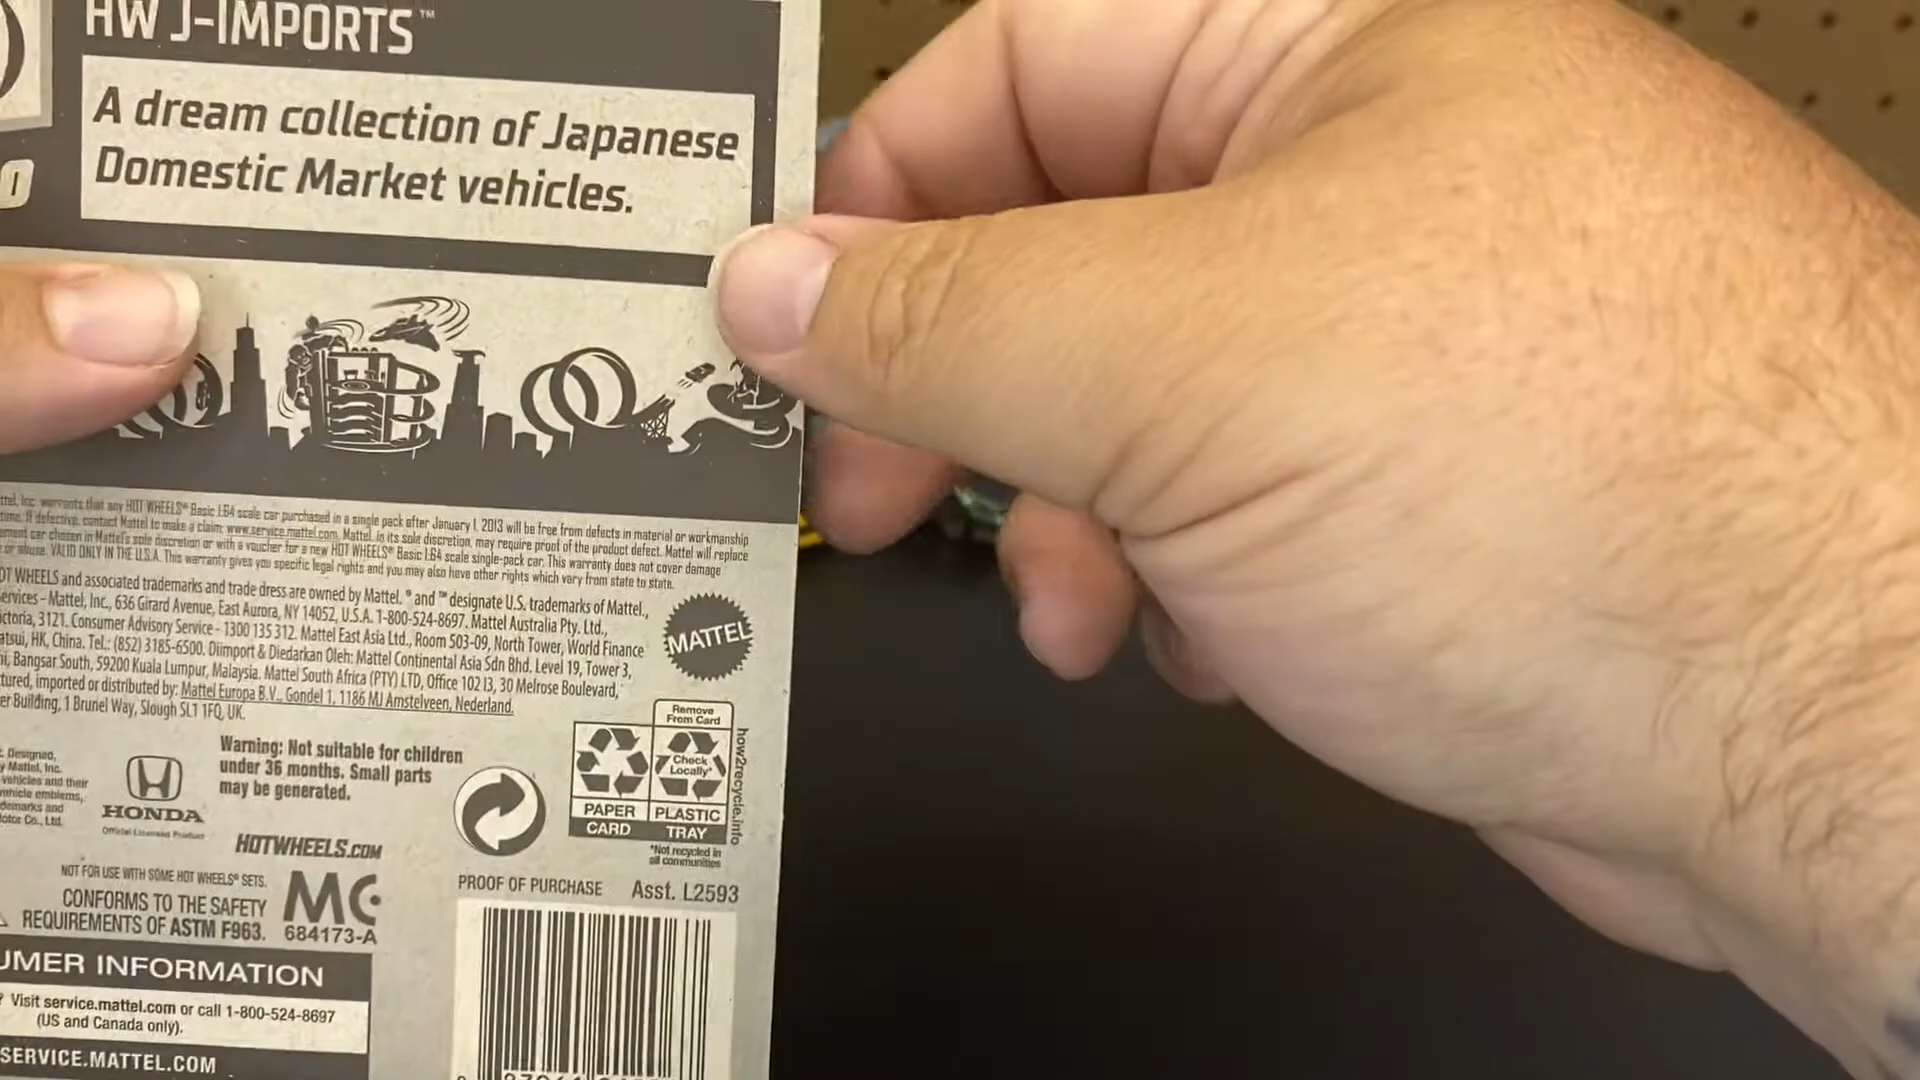 HW J-IMPORTS™
A dream collection of Japanese
Domestic Market vehicles.
warrants that any HOT WHEELS® Basic 1:64 scale car purchased in a single pack after January 1, 2013 will be free from defects in material or workmanship
If defective, contact Mattel to make a claim: www.service.mattel.com. Mattel, in its sole discretion, may require proof of the product defect. Mattel will replace
car chosen in Mattel's sole discretion or with a voucher for a new HOT WHEELS® Basic 1:64 scale single-pack car. This warranty does not cover damage
or abuse. VALID ONLY IN THE U.S.A. This warranty gives you specific legal rights and you may also have other rights which vary from state to state.
OT WHEELS and associated trademarks and trade dress are owned by Mattel. ® and ™ designate U.S. trademarks of Mattel.,
ervices - Mattel, Inc., 636 Girard Avenue, East Aurora, NY 14052, U.S.A. 1-800-524-8697. Mattel Australia Pty. Ltd.,
ictoria, 3121. Consumer Advisory Service - 1300 135 312. Mattel East Asia Ltd., Room 503-09, North Tower, World Finance
atsui, HK, China. Tel.: (852) 3185-6500. Diimport & Diedarkan Oleh: Mattel Continental Asia Sdn Bhd. Level 19, Tower 3,
Bangsar South, 59200 Kuala Lumpur, Malaysia. Mattel South Africa (PTY) LTD, Office 102 I3, 30 Melrose Boulevard,
tured, imported or distributed by: Mattel Europa B.V., Gondel 1, 1186 MJ Amstelveen, Nederland.
er Building, 1 Brunel Way, Slough SL1 1FQ, UK.
MATTEL
Remove
From Card
Check
Locally*
PAPER
PLASTIC
CARD
TRAY
how2recycle.info
*Not recycled in
all communities
Designed,
y Mattel, Inc.
vehicles and their
vehicle emblems,
demarks and
Motor Co., Ltd.
HONDA
Official Licensed Product
Warning: Not suitable for children
under 36 months. Small parts
may be generated.
HOTWHEELS.COM
NOT FOR USE WITH SOME HOT WHEELS® SETS.
CONFORMS TO THE SAFETY
REQUIREMENTS OF ASTM F963.
MC
684173-A
PROOF OF PURCHASE Asst. L2593
UMER INFORMATION
? Visit service.mattel.com or call 1-800-524-8697
(US and Canada only).
SERVICE.MATTEL.COM